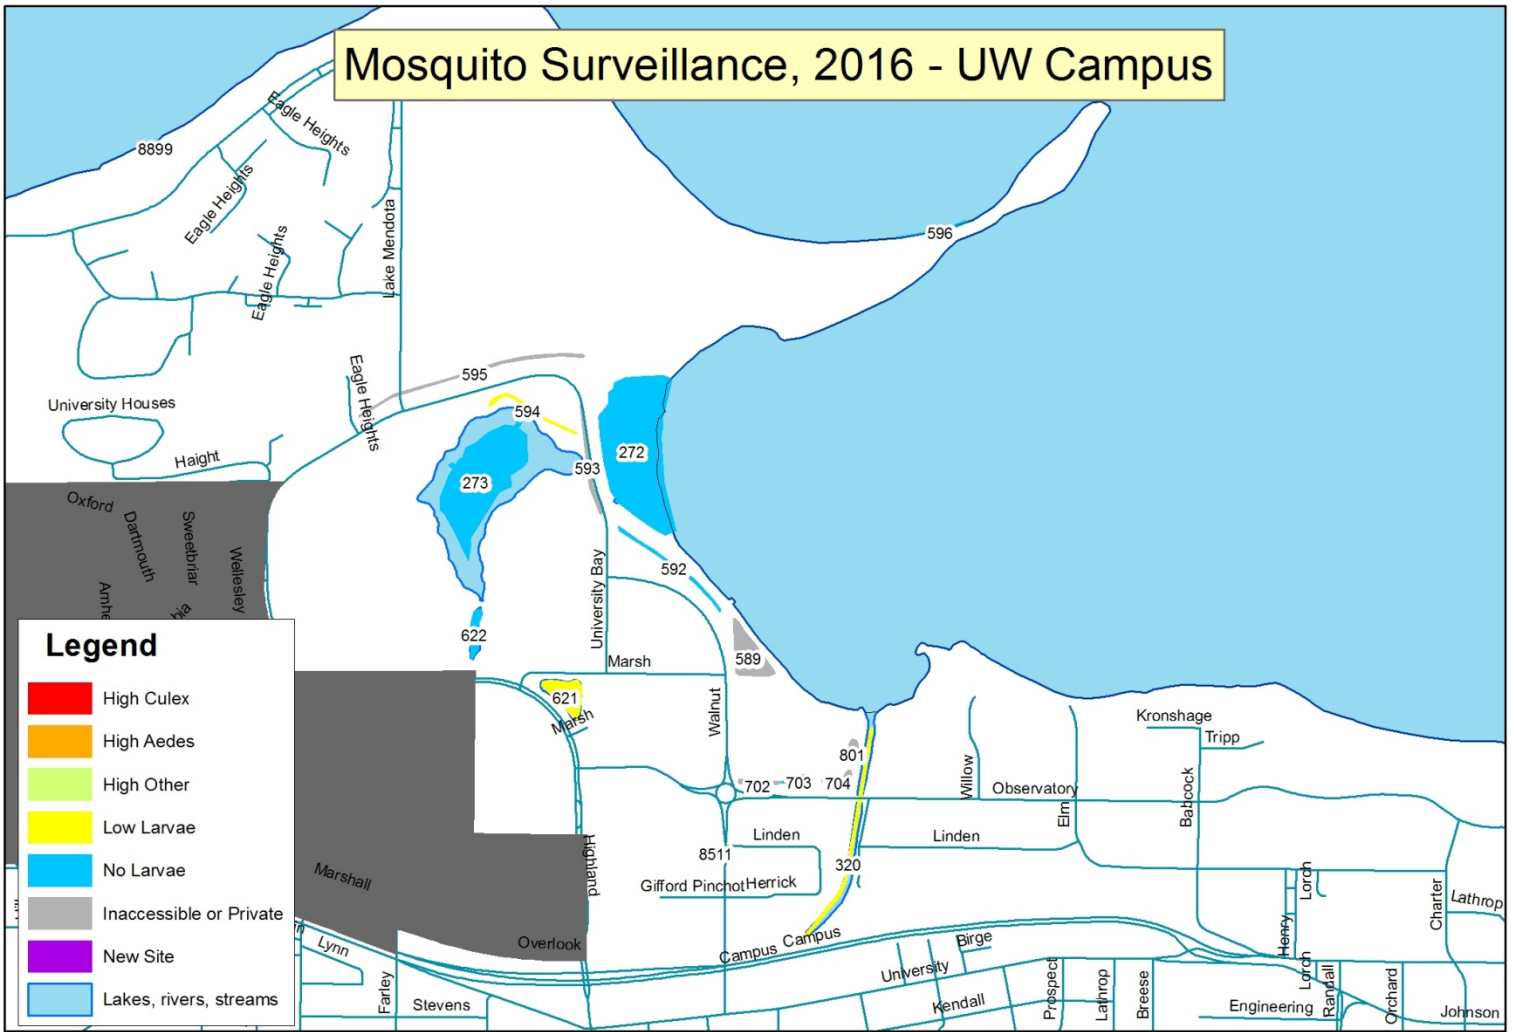 Mosquito Surveillance, 2016 - UW Campus
Eagle Heights
8899
Eagle Heights
Lake Mendota
Eagle Heights
596
595
Eagle Heights
University Houses
594
Haight
272
593
273
Oxford
Dartmouth
Sweetbriar
Wellesley
Amhe
bia
592
University Bay
622
589
Marsh
621
Marsh
Walnut
801
702
703
704
Willow
Observatory
Elm
Babcock
Kronshage
Tripp
Linden
Linden
8511
320
Gifford Pinchot
Herrick
Highland
Marshall
Overlook
Lynn
Campus
Campus
Farley
Stevens
University
Birge
Kendall
Prospect
Lathrop
Breese
Henry
Lorch
Lorch
Randall
Orchard
Charter
Lathrop
Engineering
Johnson
Legend
High Culex
High Aedes
High Other
Low Larvae
No Larvae
Inaccessible or Private
New Site
Lakes, rivers, streams